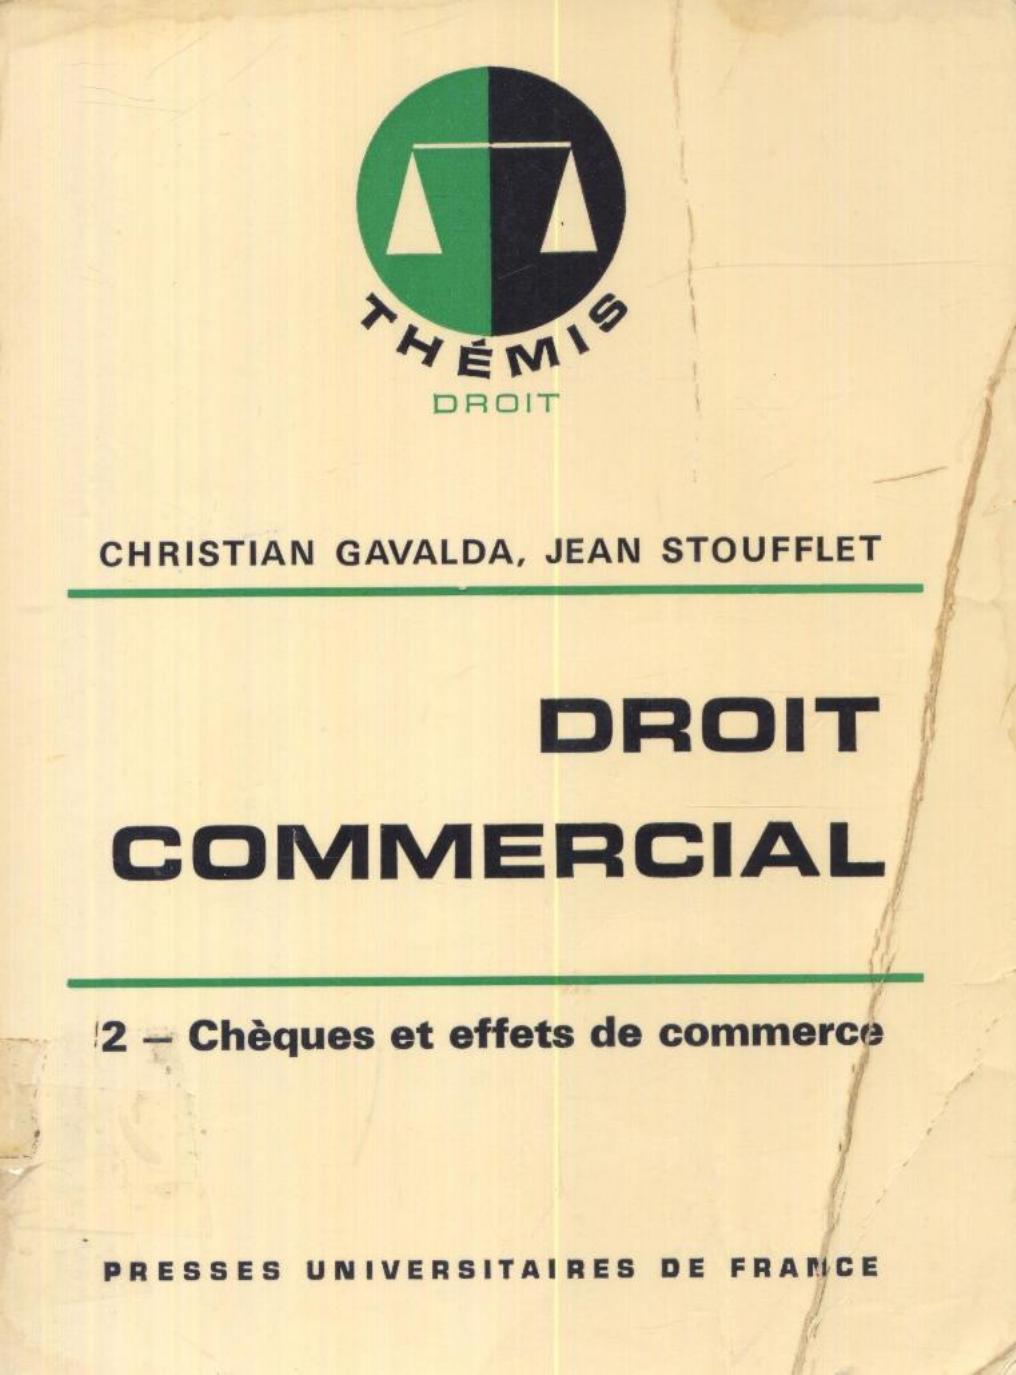 THÉMIS
DROIT
CHRISTIAN GAVALDA, JEAN STOUFFLET
DROIT
COMMERCIAL
2 — Chèques et effets de commerce
PRESSES UNIVERSITAIRES DE FRANCE